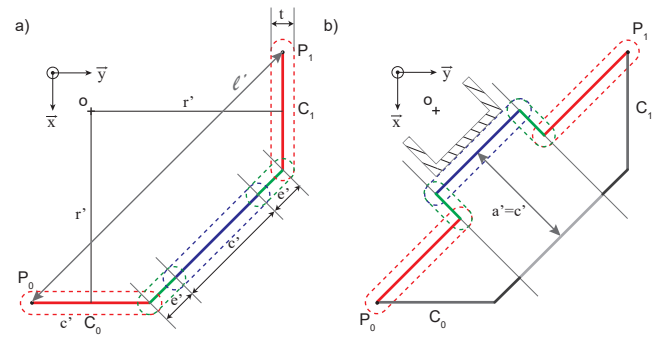 a)
t
b)
P1
P1
y
ℓ'
y
o
r'
C1
o
C1
x
x
r'
e'
c'
a'=c'
P0
e'
c'
C0
P0
C0